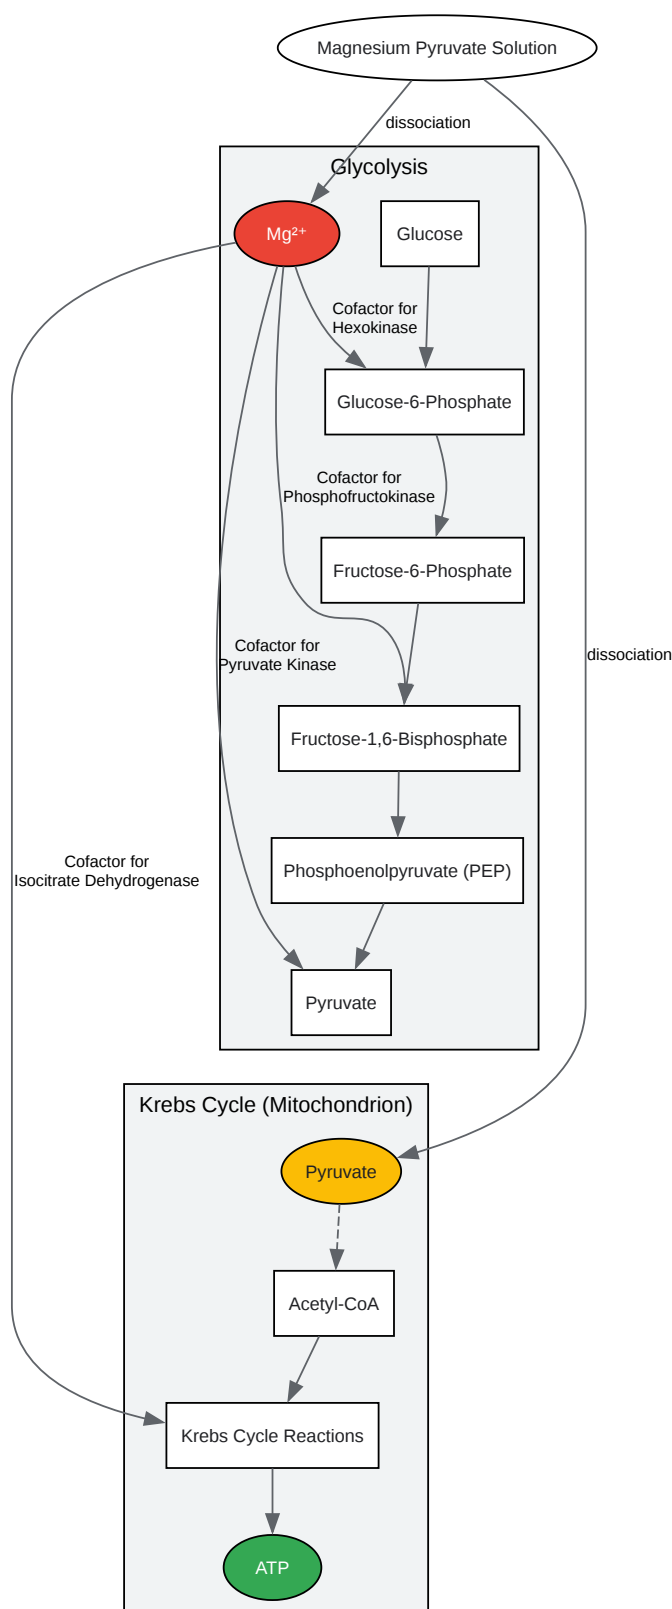 Magnesium Pyruvate Solution
dissociation
Glycolysis
Mg²⁺
Glucose
Cofactor for
Hexokinase
Glucose-6-Phosphate
Cofactor for
Phosphofructokinase
Fructose-6-Phosphate
Cofactor for
Pyruvate Kinase
dissociation
Fructose-1,6-Bisphosphate
Phosphoenolpyruvate (PEP)
Cofactor for
Isocitrate Dehydrogenase
Pyruvate
Krebs Cycle (Mitochondrion)
Pyruvate
Acetyl-CoA
Krebs Cycle Reactions
ATP